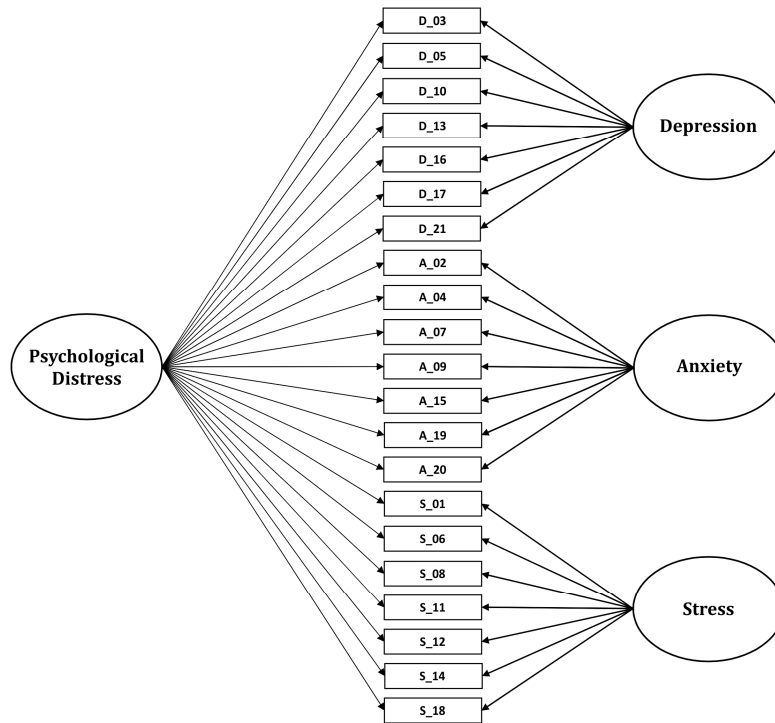 D_03
D_05
D_10
D_13
D_16
D_17
D_21
A_02
A_04
A_07
A_09
A_15
A_19
A_20
S_01
S_06
S_08
S_11
S_12
S_14
S_18
Psychological
Distress
Depression
Anxiety
Stress